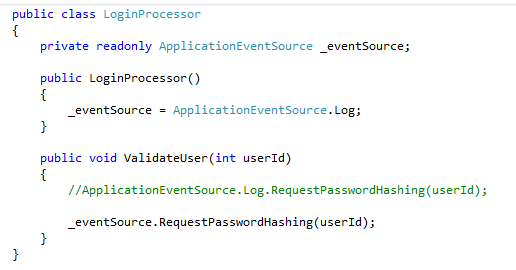 public class LoginProcessor
{
    private readonly ApplicationEventSource _eventSource;
    public LoginProcessor()
    {
        _eventSource = ApplicationEventSource.Log;
    }
    public void ValidateUser(int userId)
    {
        //ApplicationEventSource.Log.RequestPasswordHashing(userId);
        _eventSource.RequestPasswordHashing(userId);
    }
}